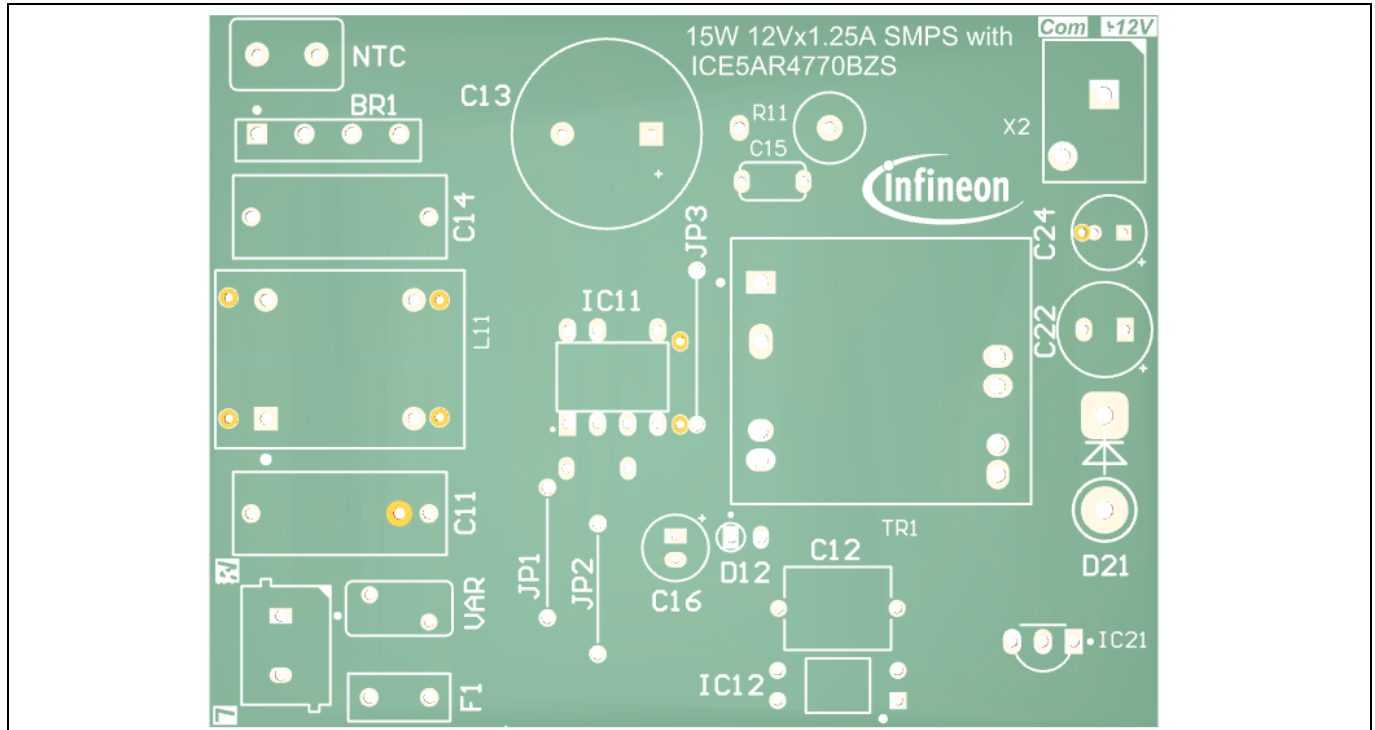 Com +12V
15W 12Vx1.25A SMPS with
ICE5AR4770BZS
NTC
BR1
C13
R11
C15
X2
infineon
C14
JP3
C24
IC11
L11
C22
C11
TR1
D21
JP1
JP2
C16
D12
C12
N
VAR
IC21
IC12
F1
L